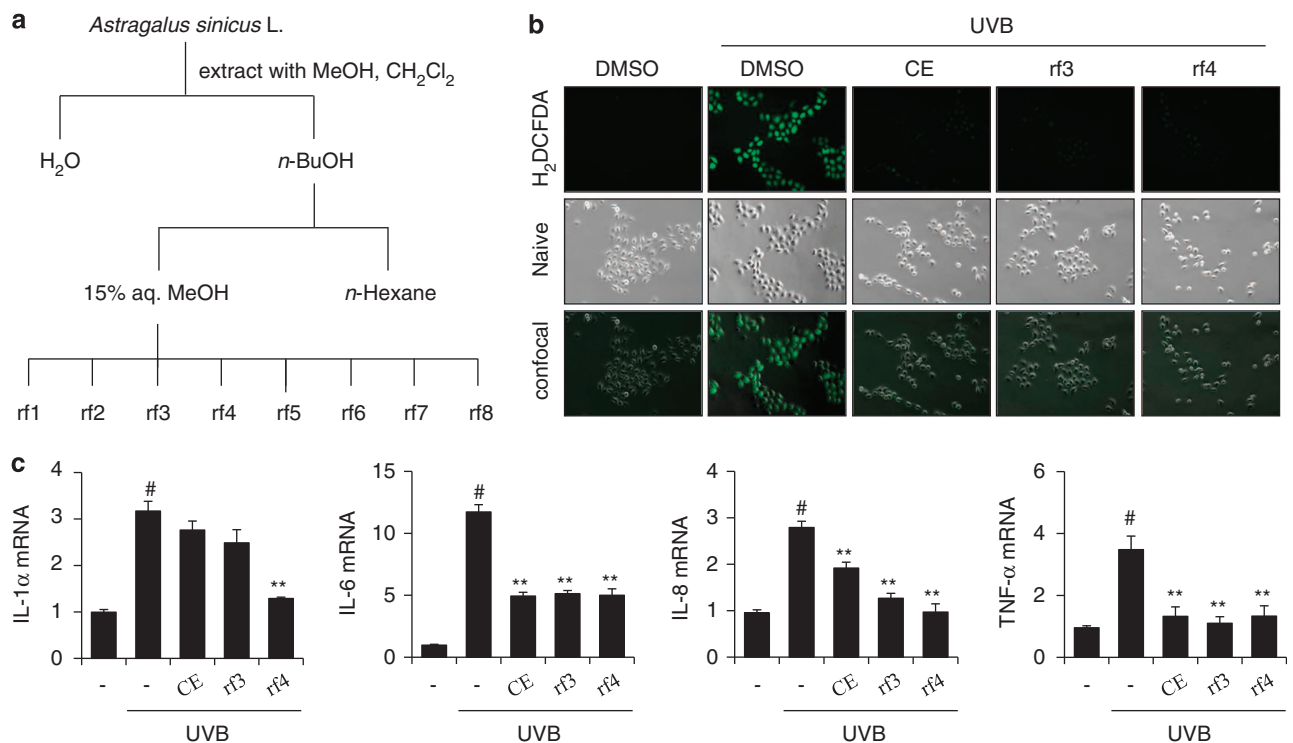 a
Astragalus sinicus L.
extract with MeOH, CH2Cl2
H2O
n-BuOH
15% aq. MeOH
n-Hexane
rf1 rf2 rf3 rf4 rf5 rf6 rf7 rf8
b
UVB
DMSO DMSO CE rf3 rf4
H2DCFDA
Naive
confocal
c
IL-1α mRNA
4
3
2
1
0
#
**
- - CE rf3 rf4
UVB
IL-6 mRNA
15
10
5
0
#
** ** **
- - CE rf3 rf4
UVB
IL-8 mRNA
4
3
2
1
0
#
** ** **
- - CE rf3 rf4
UVB
TNF-α mRNA
6
4
2
0
#
** ** **
- - CE rf3 rf4
UVB